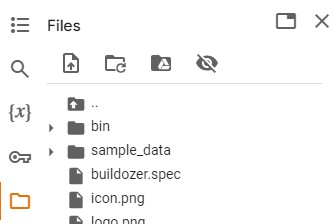 Files
..
{x}
bin
sample_data
buildozer.spec
icon.png
logo.png